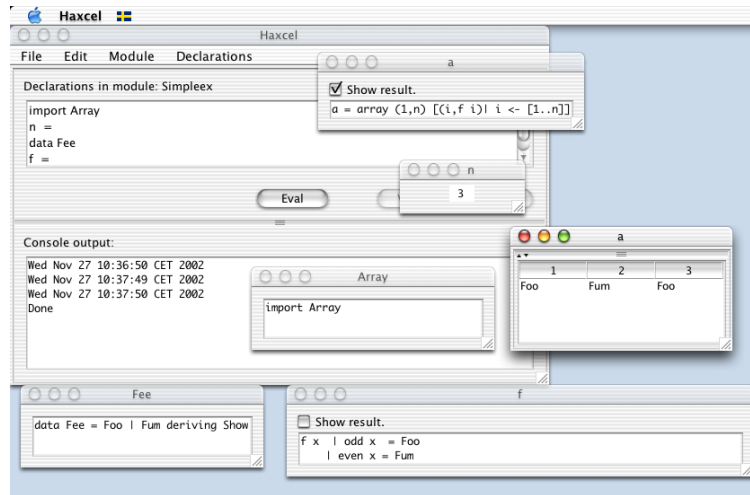 Haxcel
Haxcel
File Edit Module Declarations
Declarations in module: Simpleex
import Array
n =
data Fee
f =
Eval
a
Show result.
a = array (1,n) [(i,f i)| i <- [1..n]]
n
3
Console output:
Wed Nov 27 10:36:50 CET 2002
Wed Nov 27 10:37:49 CET 2002
Wed Nov 27 10:37:50 CET 2002
Done
Array
import Array
a
1 2 3
Foo Fum Foo
Fee
data Fee = Foo | Fum deriving Show
f
Show result.
f x | odd x = Foo
| even x = Fum